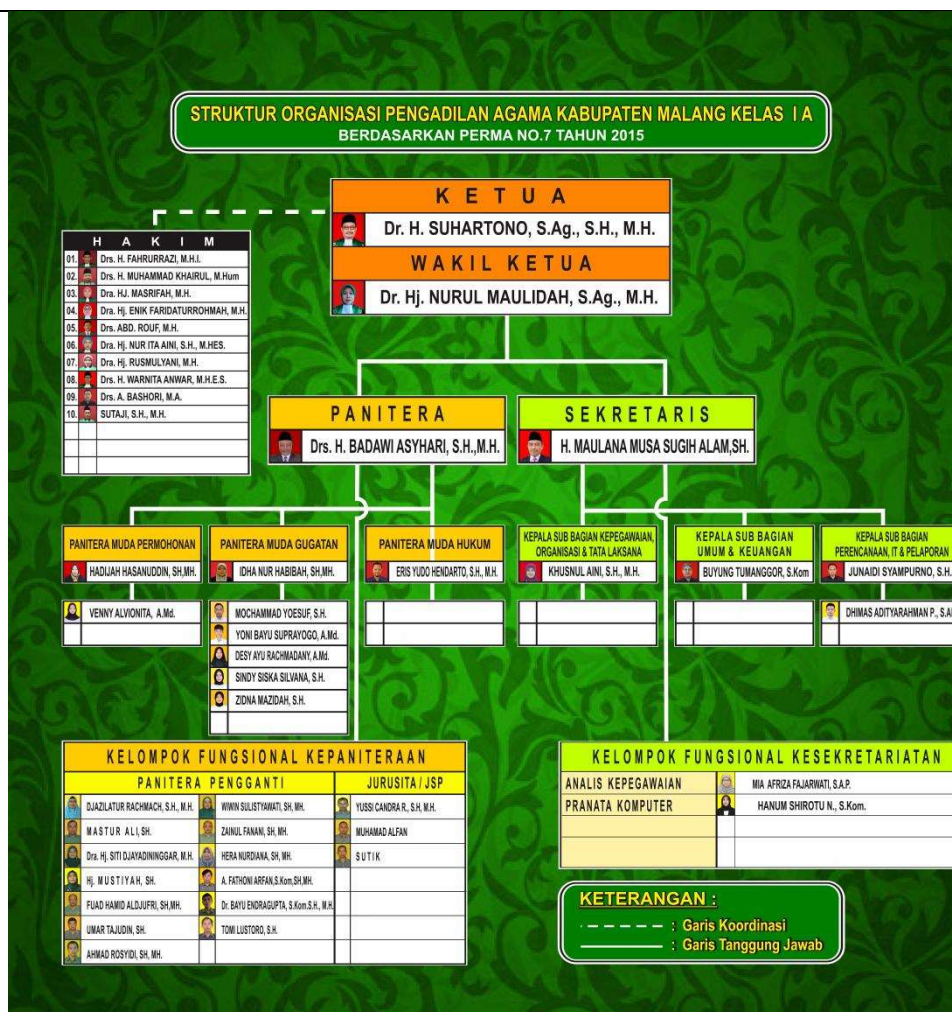 STRUKTUR ORGANISASI PENGADILAN AGAMA KABUPATEN MALANG KELAS I A
BERDASARKAN PERMA NO.7 TAHUN 2015
KETUA
Dr. H. SUHARTONO, S.Ag., S.H., M.H.
WAKIL KETUA
Dr. Hj. NURUL MAULIDAH, S.Ag., M.H.
HAKIM
01. Drs. H. FAHRURRAZI, M.H.I.
02. Drs. H. MUHAMMAD KHAIRUL, M.Hum
03. Dra. HJ. MASRIFAH, M.H.
04. Dra. Hj. ENIK FARIDATURROHMAH, M.H.
05. Drs. ABD. ROUF, M.H.
06. Dra. Hj. NUR ITA AINI, S.H., M.HES.
07. Dra. Hj. RUSMULYANI, M.H.
08. Drs. H. WARNITA ANWAR, M.H.E.S.
09. Drs. A. BASHORI, M.A.
10. SUTAJI, S.H., M.H.
PANITERA
Drs. H. BADAWI ASYHARI, S.H.,M.H.
SEKRETARIS
H. MAULANA MUSA SUGIH ALAM,SH.
PANITERA MUDA PERMOHONAN
HADIJAH HASANUDDIN, SH,MH.
VENNY ALVIONITA, A.Md.
PANITERA MUDA GUGATAN
IDHA NUR HABIBAH, SH,MH.
MOCHAMMAD YOESUF, S.H.
YONI BAYU SUPRAYOGO, A.Md.
DESY AYU RACHMADANY, A.Md.
SINDY SISKA SILVANA, S.H.
ZIDNA MAZIDAH, S.H.
PANITERA MUDA HUKUM
ERIS YUDO HENDARTO, S.H., M.H.
KEPALA SUB BAGIAN KEPEGAWAIAN,
ORGANISASI & TATA LAKSANA
KHUSNUL AINI, S.H., M.H.
KEPALA SUB BAGIAN
UMUM & KEUANGAN
BUYUNG TUMANGGOR, S.Kom
KEPALA SUB BAGIAN
PERENCANAAN, IT & PELAPORAN
JUNAIDI SYAMPURNO, S.H.
DHIMAS ADITYARAHMAN P.,
KELOMPOK FUNGSIONAL KEPANITERAAN
PANITERA PENGGANTI
DJAZILATUR RACHMACH, S.H., M.H.
MASTUR ALI, SH.
Dra. Hj. SITI DJAYADININGGAR, M.H.
Hj. MUSTIYAH, SH.
FUAD HAMID ALDJUFRI, SH,MH.
UMAR TAJUDIN, SH.
AHMAD ROSYIDI, SH, MH.
WIWIN SULISTYAWATI, SH, MH.
ZAINUL FANANI, SH, MH.
HERA NURDIANA, SH, MH.
A. FATHONI ARFAN,S.Kom,SH,MH.
Dr. BAYU ENDRAGUPTA, S.Kom.S.H., M.H.
TOMI LUSTORO, S.H.
JURUSITA / JSP
YUSSI CANDRA R., S.H, M.H.
MUHAMAD ALFAN
SUTIK
KELOMPOK FUNGSIONAL KESEKRETARIATAN
ANALIS KEPEGAWAIAN
MIA AFRIZA FAJARWATI, S.A.P.
PRANATA KOMPUTER
HANUM SHIROTU N., S.Kom.
KETERANGAN :
: Garis Koordinasi
: Garis Tanggung Jawab